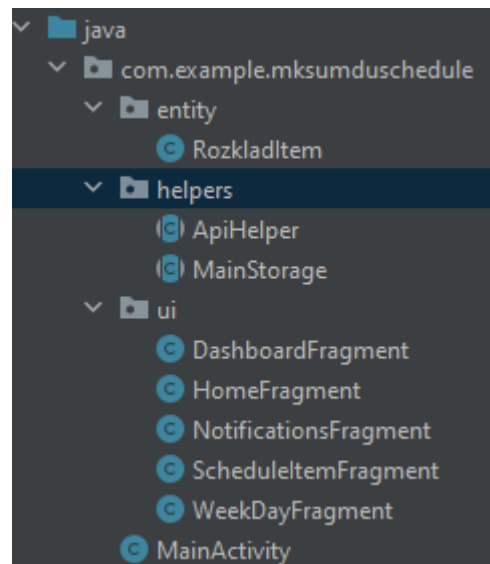 java
com.example.mksumduschedule
entity
RozkladItem
helpers
ApiHelper
MainStorage
ui
DashboardFragment
HomeFragment
NotificationsFragment
ScheduleItemFragment
WeekDayFragment
MainActivity